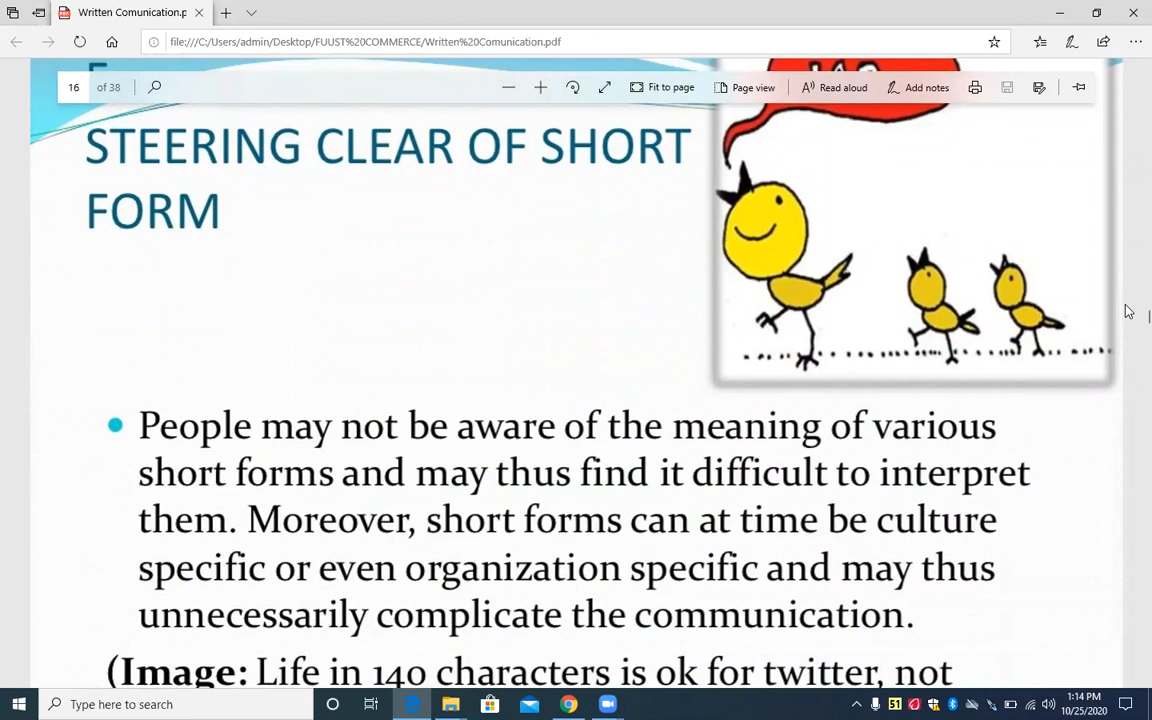 Written Comunication.p
file:///C:/Users/admin/Desktop/FUUST%20COMMERCE/Written%20Comunication.pdf
16 of 38
Fit to page
Page view
Read aloud
Add notes
STEERING CLEAR OF SHORT
FORM
People may not be aware of the meaning of various
short forms and may thus find it difficult to interpret
them. Moreover, short forms can at time be culture
specific or even organization specific and may thus
unnecessarily complicate the communication.
(Image: Life in 140 characters is ok for twitter, not
Type here to search
51
1:14 PM
10/25/2020